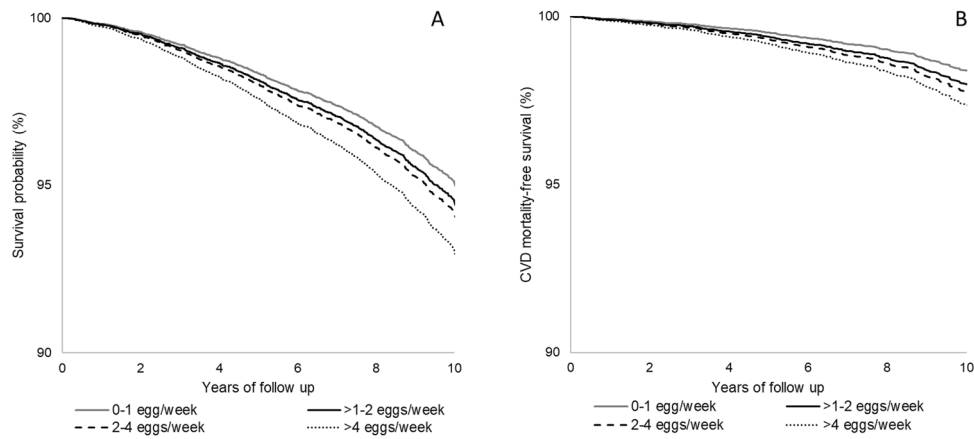 A
100
95
90
Survival probability (%)
0 2 4 6 8 10
Years of follow up
0-1 egg/week >1-2 eggs/week
2-4 eggs/week >4 eggs/week
B
100
95
90
CVD mortality-free survival (%)
0 2 4 6 8 10
Years of follow up
0-1 egg/week >1-2 eggs/week
2-4 eggs/week >4 eggs/week